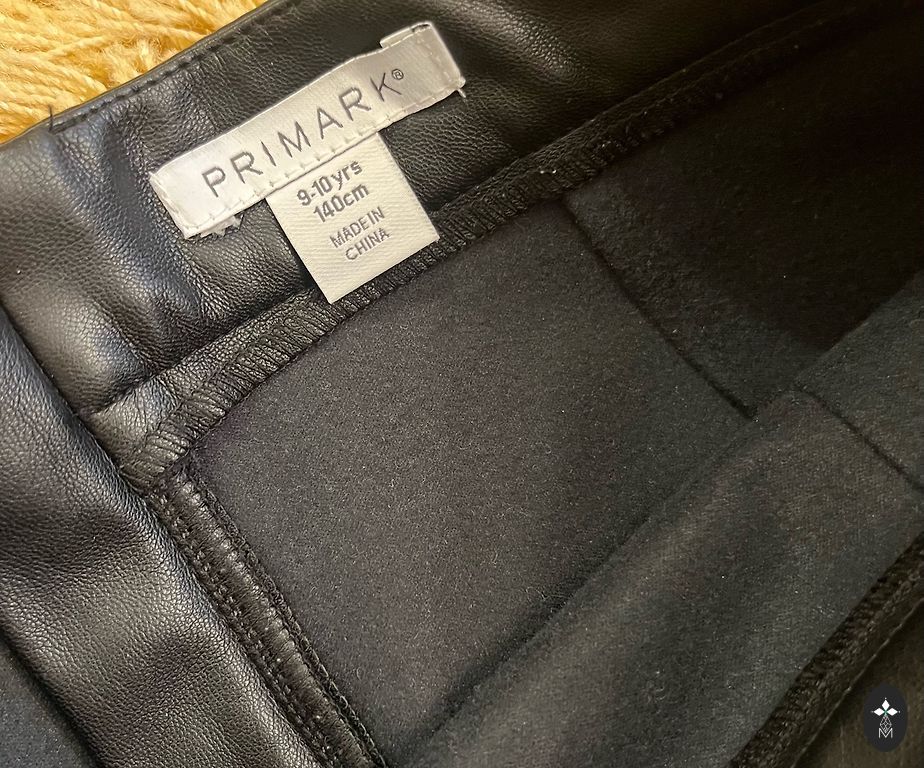 PRIMARK®
9-10 yrs
140cm
MADE IN
CHINA
M